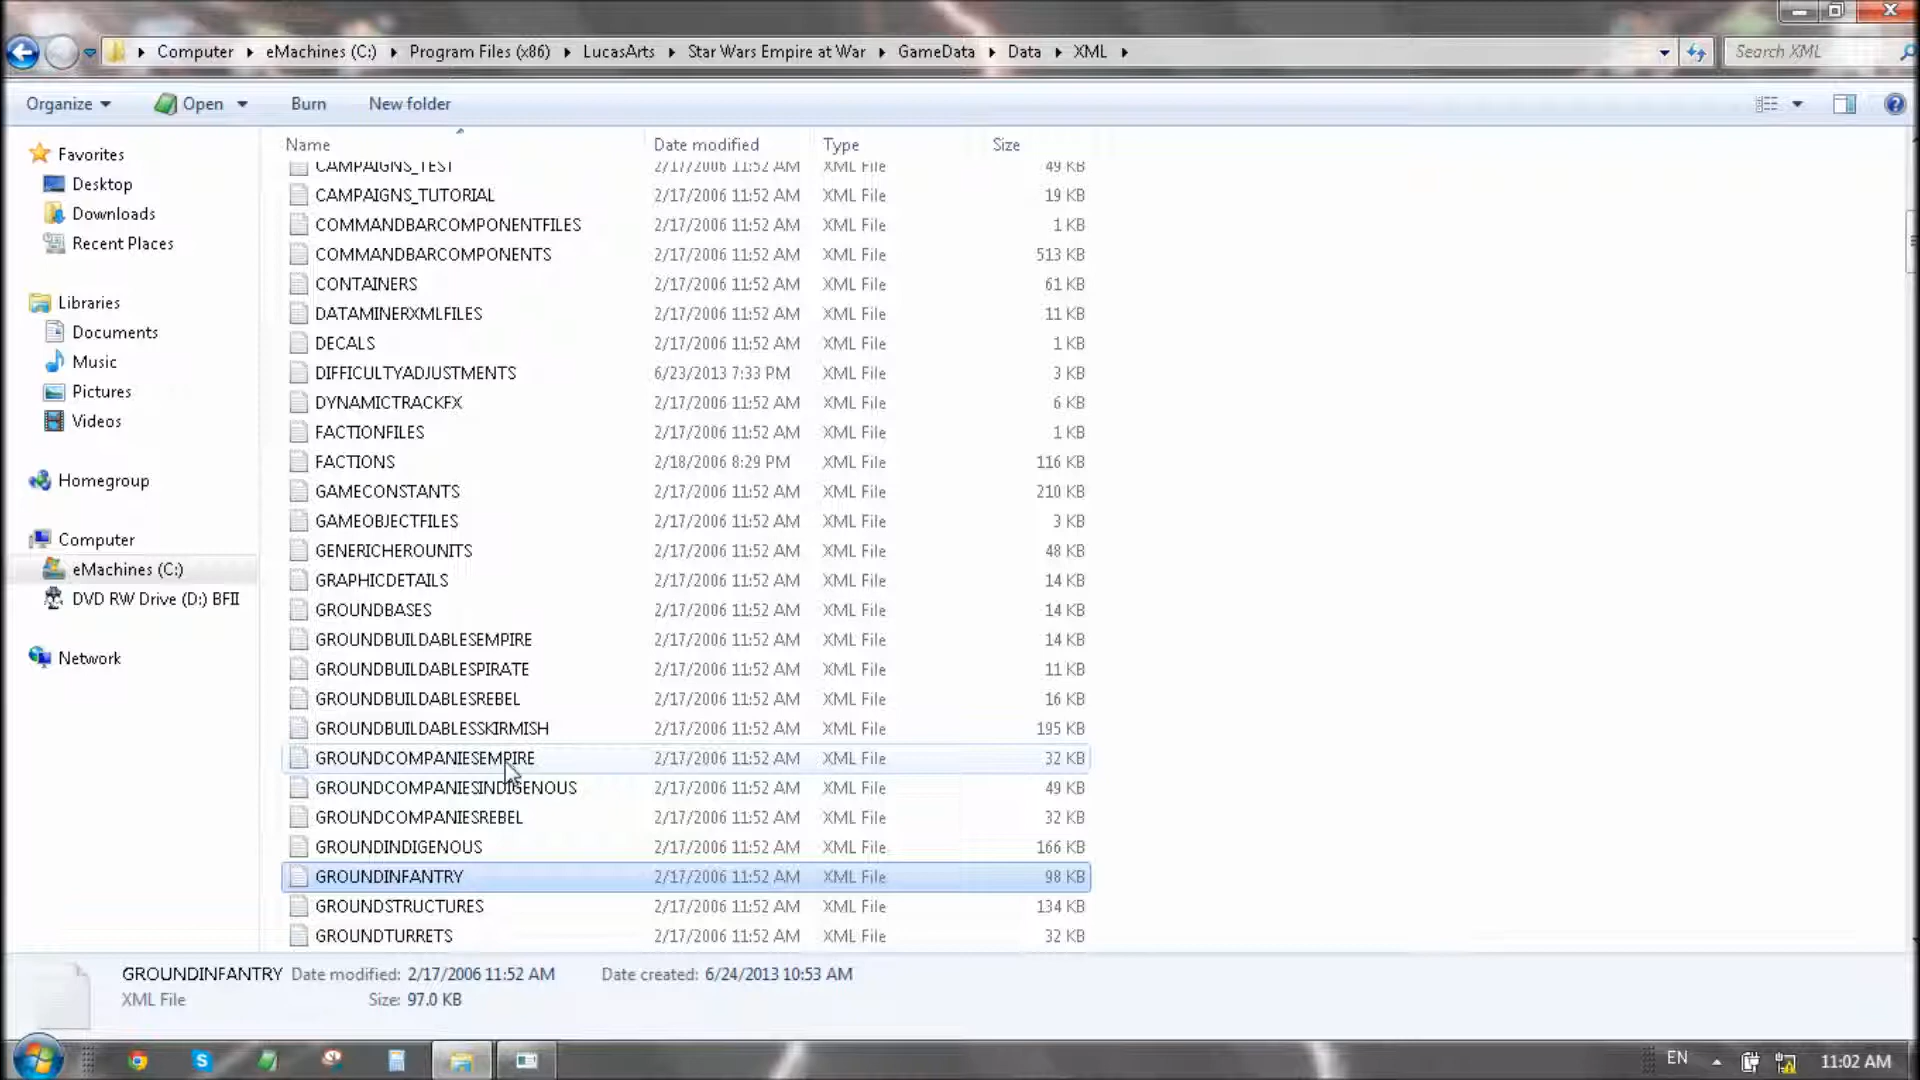 Computer eMachines (C:) Program Files (x86) LucasArts Star Wars Empire at War GameData Data XML Search XML
Organize Open Burn New folder
Name Date modified Type Size
CAMPAIGNS_TEST 2/17/2006 11:52 AM XML File 49 KB
CAMPAIGNS_TUTORIAL 2/17/2006 11:52 AM XML File 19 KB
COMMANDBARCOMPONENTFILES 2/17/2006 11:52 AM XML File 1 KB
COMMANDBARCOMPONENTS 2/17/2006 11:52 AM XML File 513 KB
CONTAINERS 2/17/2006 11:52 AM XML File 61 KB
DATAMINERXMLFILES 2/17/2006 11:52 AM XML File 11 KB
DECALS 2/17/2006 11:52 AM XML File 1 KB
DIFFICULTYADJUSTMENTS 6/23/2013 7:33 PM XML File 3 KB
DYNAMICTRACKFX 2/17/2006 11:52 AM XML File 6 KB
FACTIONFILES 2/17/2006 11:52 AM XML File 1 KB
FACTIONS 2/18/2006 8:29 PM XML File 116 KB
GAMECONSTANTS 2/17/2006 11:52 AM XML File 210 KB
GAMEOBJECTFILES 2/17/2006 11:52 AM XML File 3 KB
GENERICHEROUNITS 2/17/2006 11:52 AM XML File 48 KB
GRAPHICDETAILS 2/17/2006 11:52 AM XML File 14 KB
GROUNDBASES 2/17/2006 11:52 AM XML File 14 KB
GROUNDBUILDABLESEMPIRE 2/17/2006 11:52 AM XML File 14 KB
GROUNDBUILDABLESPIRATE 2/17/2006 11:52 AM XML File 11 KB
GROUNDBUILDABLESREBEL 2/17/2006 11:52 AM XML File 16 KB
GROUNDBUILDABLESSKIRMISH 2/17/2006 11:52 AM XML File 195 KB
GROUNDCOMPANIESEMPIRE 2/17/2006 11:52 AM XML File 32 KB
GROUNDCOMPANIESINDIGENOUS 2/17/2006 11:52 AM XML File 49 KB
GROUNDCOMPANIESREBEL 2/17/2006 11:52 AM XML File 32 KB
GROUNDINDIGENOUS 2/17/2006 11:52 AM XML File 166 KB
GROUNDINFANTRY 2/17/2006 11:52 AM XML File 98 KB
GROUNDSTRUCTURES 2/17/2006 11:52 AM XML File 134 KB
GROUNDTURRETS 2/17/2006 11:52 AM XML File 32 KB
Favorites
Desktop
Downloads
Recent Places
Libraries
Documents
Music
Pictures
Videos
Homegroup
Computer
eMachines (C:)
DVD RW Drive (D:) BFII
Network
GROUNDINFANTRY Date modified: 2/17/2006 11:52 AM Date created: 6/24/2013 10:53 AM
XML File Size: 97.0 KB
EN 11:02 AM